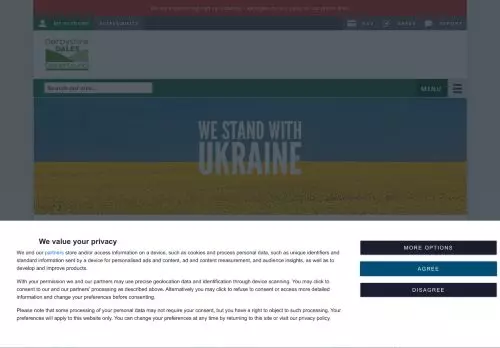 MY ACCOUNT
ACCESSIBILITY
PAY
APPLY
REPORT
Derbyshire
DALES
Search our site...
MENU
WE STAND WITH
UKRAINE
We value your privacy
We and our partners store and/or access information on a device, such as cookies and process personal data, such as unique identifiers and
standard information sent by a device for personalised ads and content, ad and content measurement, and audience insights, as well as to
develop and improve products.
With your permission we and our partners may use precise geolocation data and identification through device scanning. You may click to
consent to our and our partners' processing as described above. Alternatively you may click to refuse to consent or access more detailed
information and change your preferences before consenting.
Please note that some processing of your personal data may not require your consent, but you have a right to object to such processing. Your
preferences will apply to this website only. You can change your preferences at any time by returning to this site or visit our privacy policy.
MORE OPTIONS
AGREE
DISAGREE